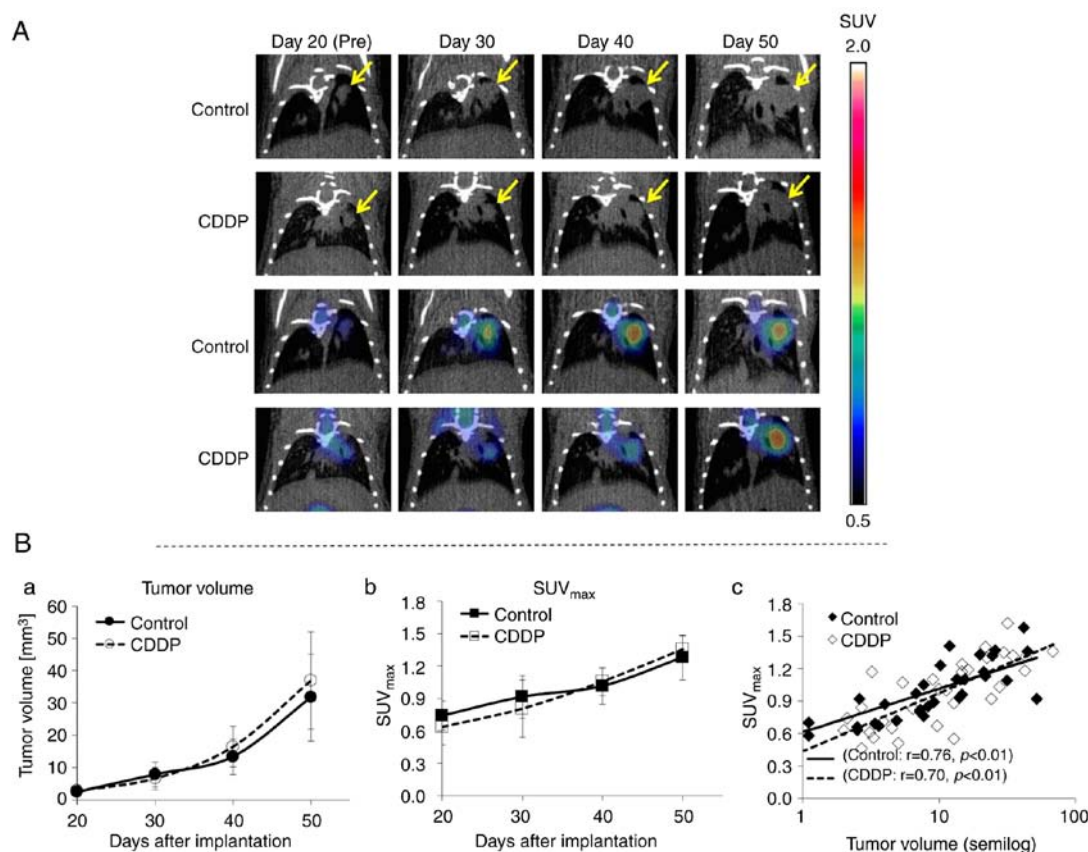 A
SUV
2.0
Day 20 (Pre) Day 30 Day 40 Day 50
Control
CDDP
Control
CDDP
0.5
B
a
Tumor volume
Tumor volume [mm³]
60
50
40
30
20
10
0
Control
CDDP
20 30 40 50
Days after implantation
b
SUVmax
SUVmax
1.8
1.5
1.2
0.9
0.6
0.3
0.0
Control
CDDP
20 30 40 50
Days after implantation
c
SUVmax
1.8
1.5
1.2
0.9
0.6
0.3
0.0
Control
CDDP
(Control: r=0.76, p<0.01)
(CDDP: r=0.70, p<0.01)
1 10 100
Tumor volume (semilog)